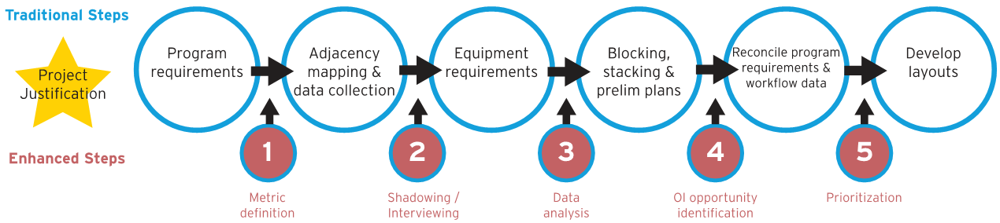 Traditional Steps
Project
Justification
Enhanced Steps
Program
requirements
Adjacency
mapping &
data collection
Equipment
requirements
Blocking,
stacking &
prelim plans
Reconcile program
requirements &
workflow data
Develop
layouts
1
Metric
definition
2
Shadowing /
Interviewing
3
Data
analysis
4
OI opportunity
identification
5
Prioritization